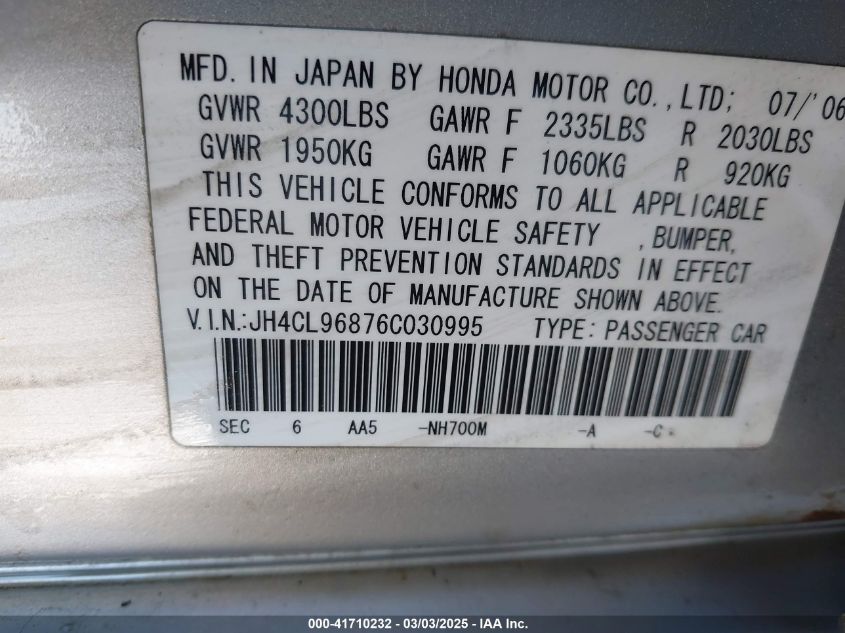 MFD. IN JAPAN BY HONDA MOTOR CO., LTD; 07/'06
GVWR 4300LBS GAWR F 2335LBS R 2030LBS
GVWR 1950KG GAWR F 1060KG R 920KG
THIS VEHICLE CONFORMS TO ALL APPLICABLE
FEDERAL MOTOR VEHICLE SAFETY , BUMPER,
AND THEFT PREVENTION STANDARDS IN EFFECT
ON THE DATE OF MANUFACTURE SHOWN ABOVE.
V.I.N.:JH4CL96876C030995 TYPE: PASSENGER CAR
SEC 6 AA5 -NH700M -A -C
000-41710232 - 03/03/2025 - IAA Inc.